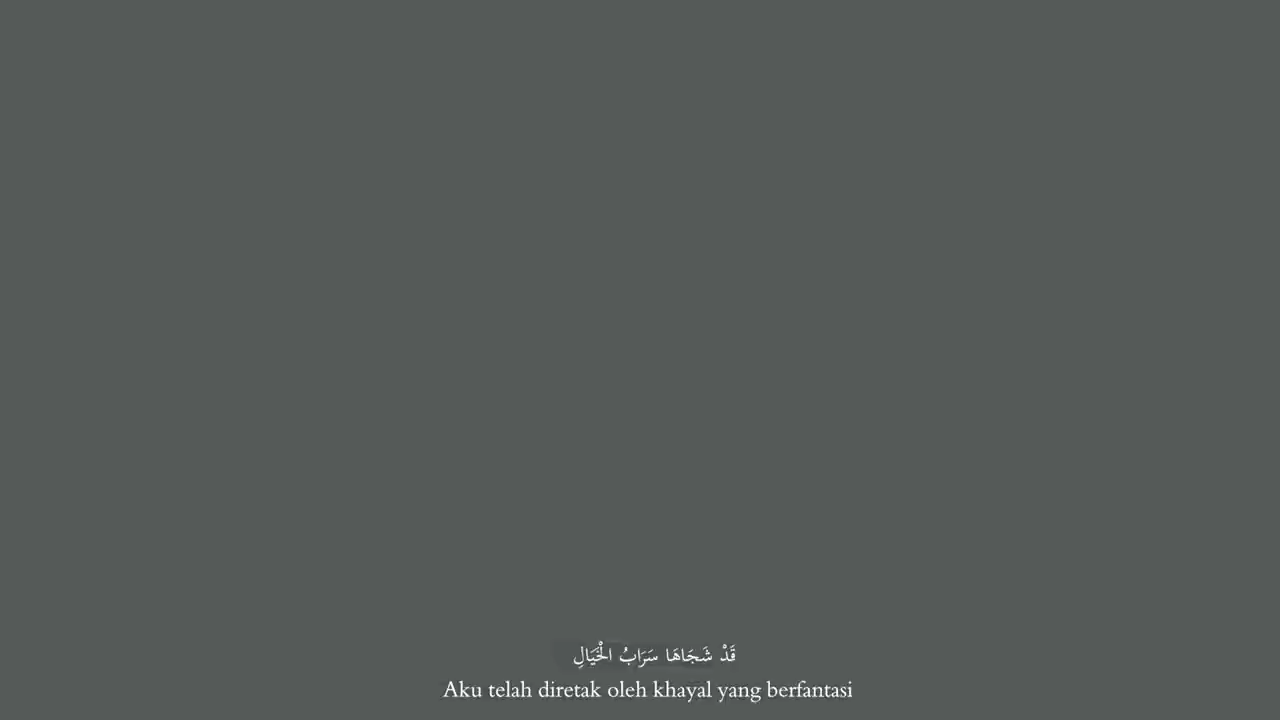 قَدْ شَجَاهَا سَرَابُ الْخَيَالِ
Aku telah diretak oleh khayal yang berfantasi